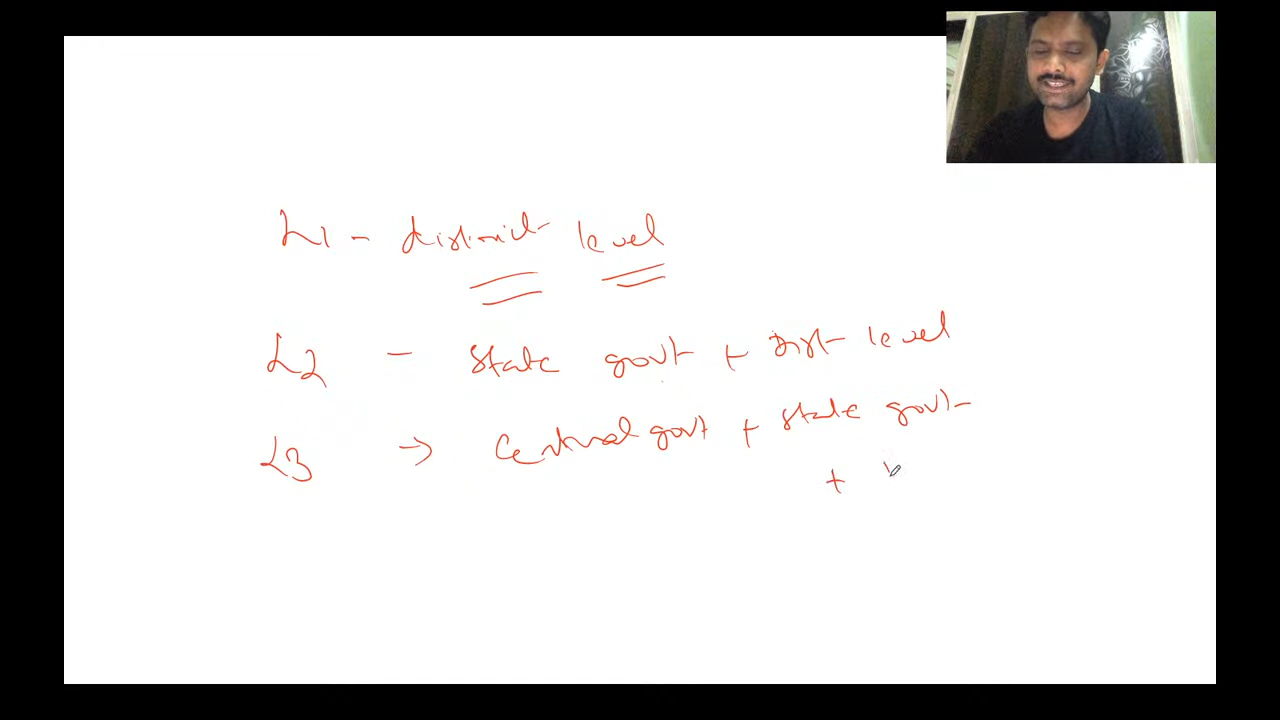 L1 - district level
L2 - state govt + Dist level
L3 → Central govt + state govt
+